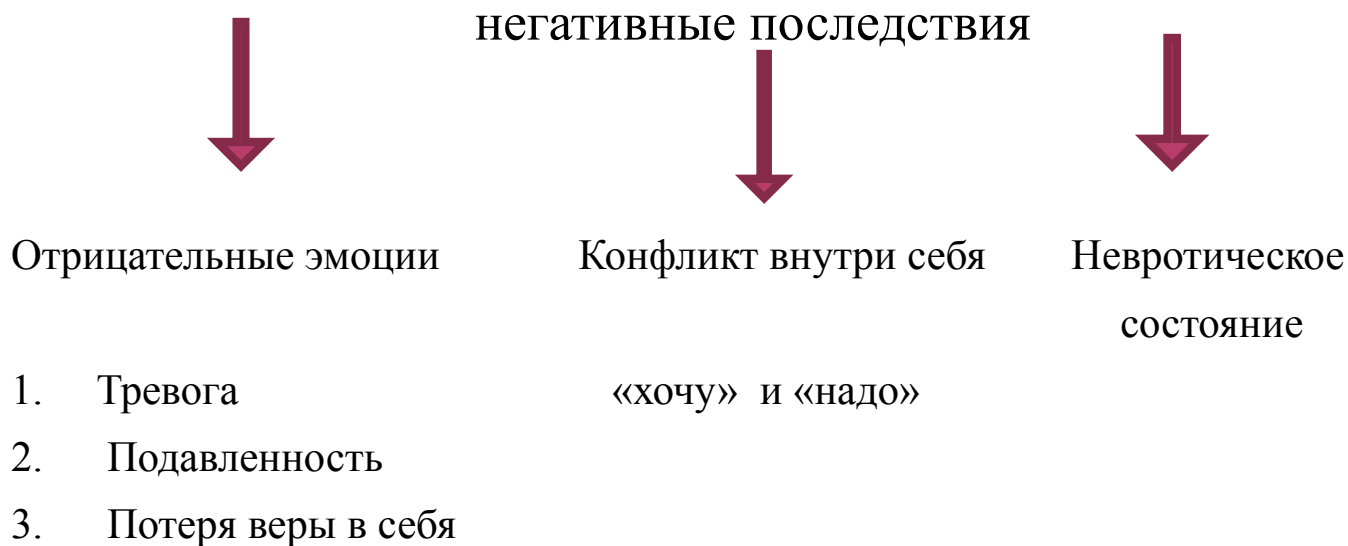 негативные последствия
Отрицательные эмоции Конфликт внутри себя Невротическое
состояние
1. Тревога «хочу» и «надо»
2. Подавленность
3. Потеря веры в себя